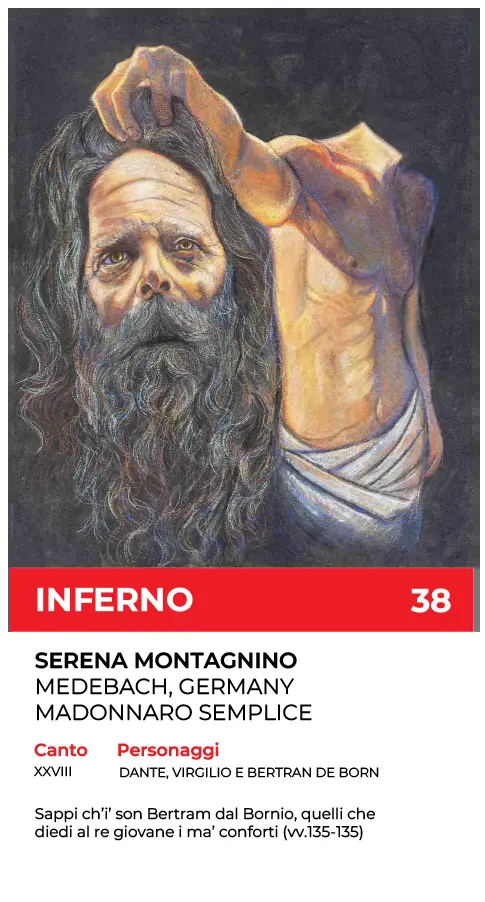 INFERNO 38
SERENA MONTAGNINO
MEDEBACH, GERMANY
MADONNARO SEMPLICE
Canto Personaggi
XXVIII DANTE, VIRGILIO E BERTRAN DE BORN
Sappi ch’i’ son Bertram dal Bornio, quelli che
diedi al re giovane i ma’ conforti (vv.135-135)